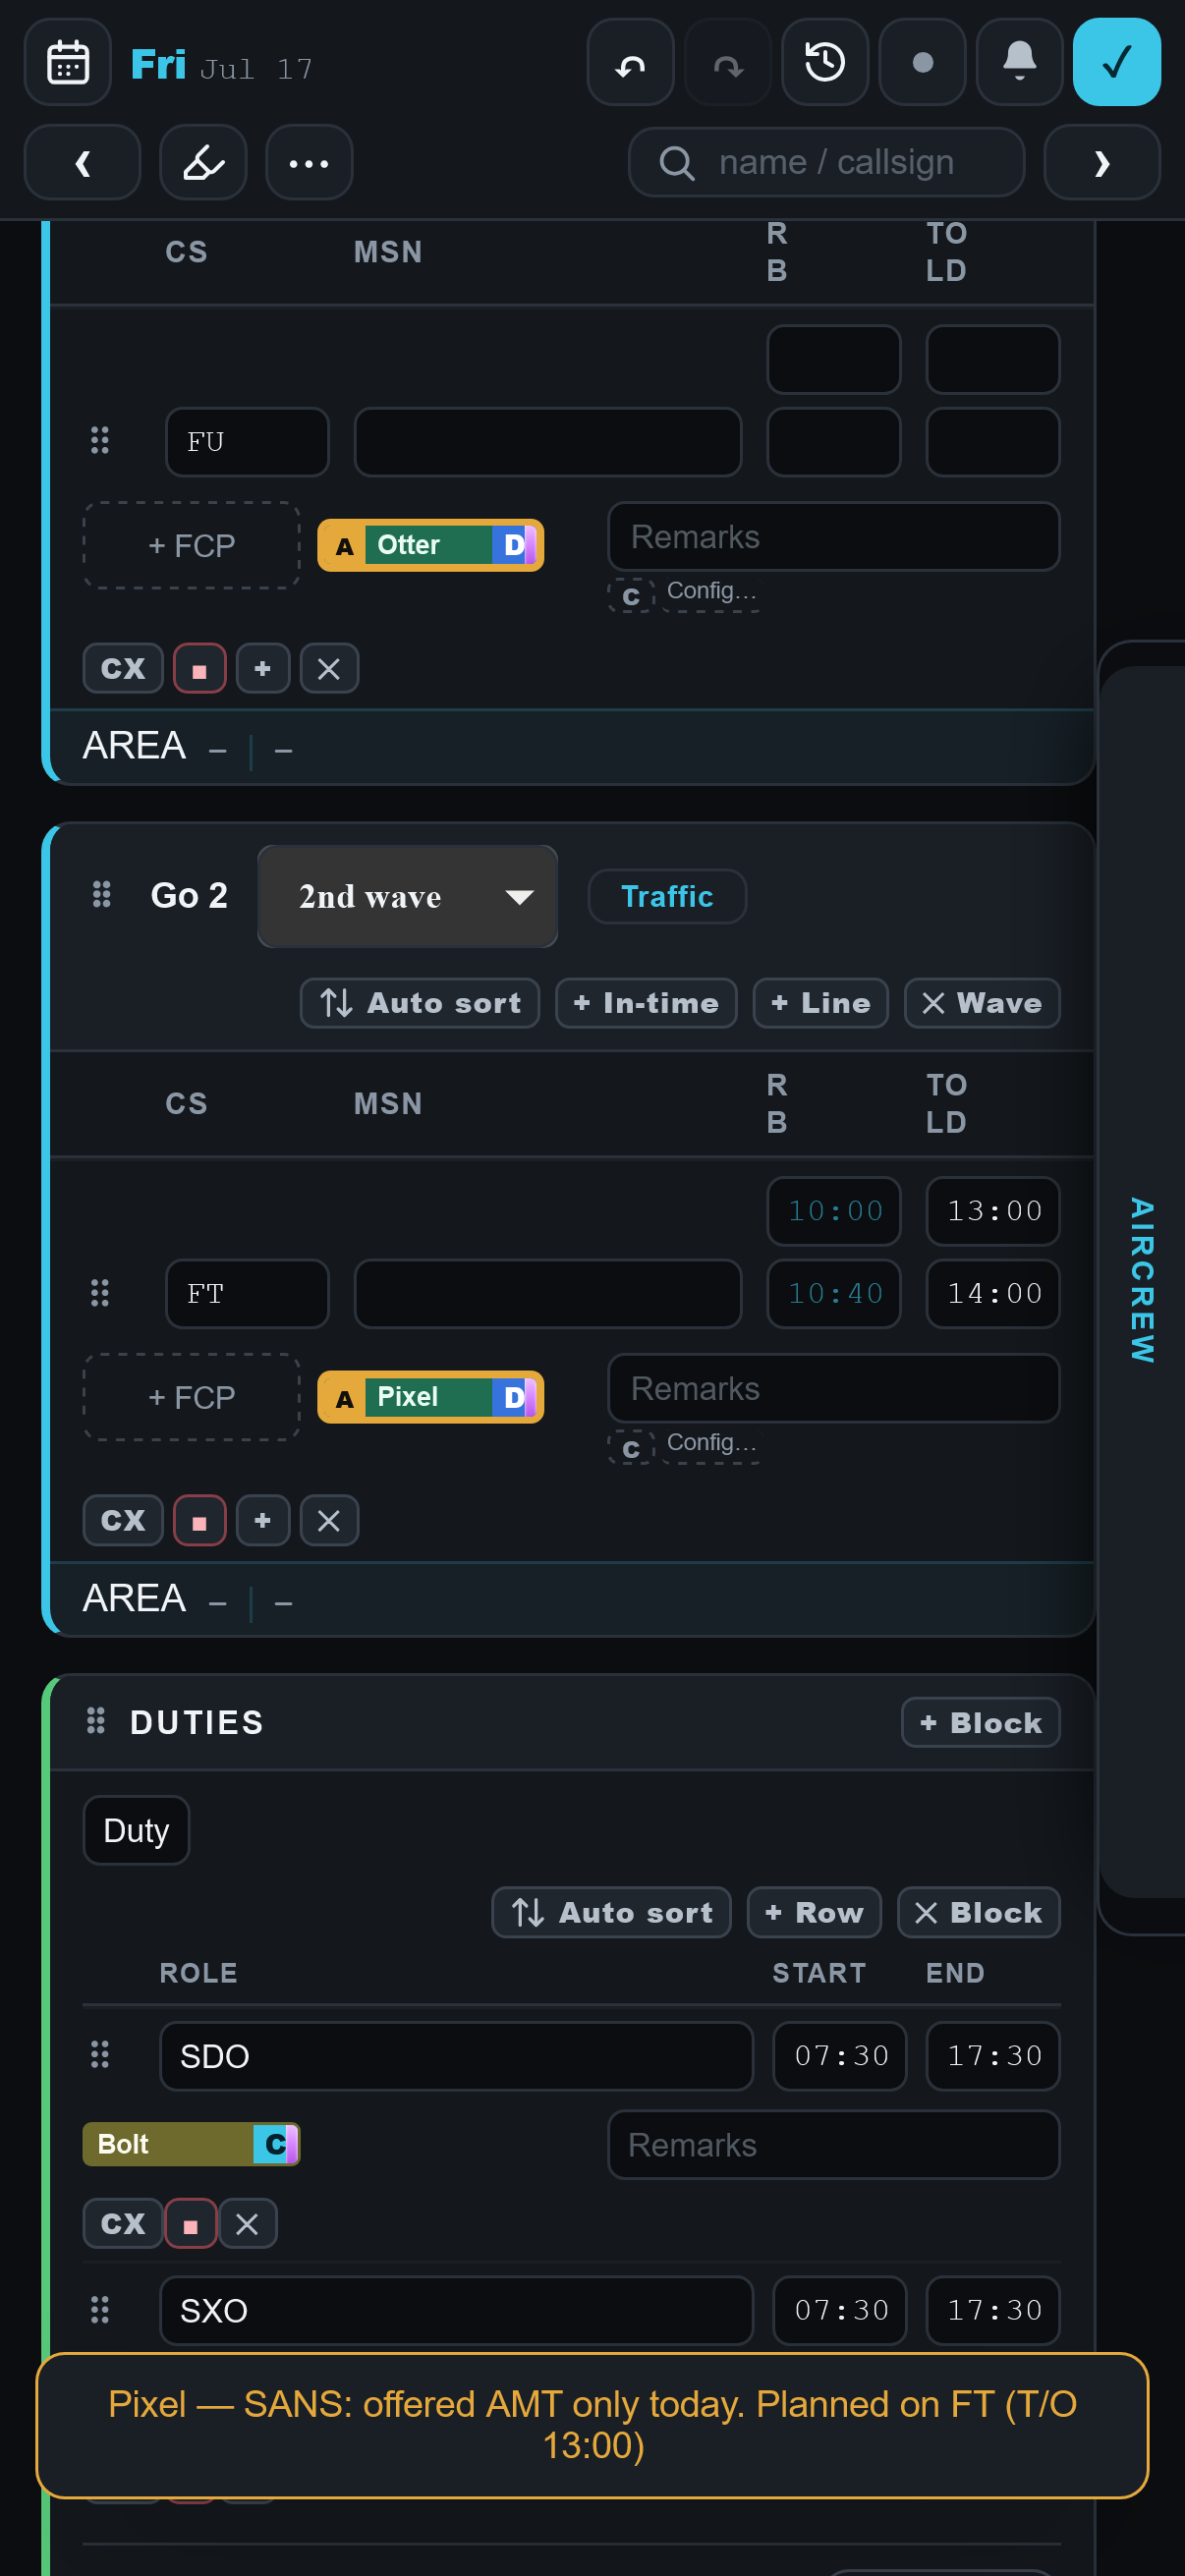 Fri Jul 17
name / callsign
CS MSN R B TO LD
FU
+ FCP A Otter D Remarks
C Config...
CX + ×
AREA – | –
Go 2 2nd wave Traffic
Auto sort + In-time + Line × Wave
CS MSN R B TO LD
10:00 13:00
FT 10:40 14:00
+ FCP A Pixel D Remarks
C Config...
CX + ×
AREA – | –
AIRCREW
DUTIES + Block
Duty
Auto sort + Row × Block
ROLE START END
SDO 07:30 17:30
Bolt C Remarks
CX ×
SXO 07:30 17:30
Pixel — SANS: offered AMT only today. Planned on FT (T/O
13:00)